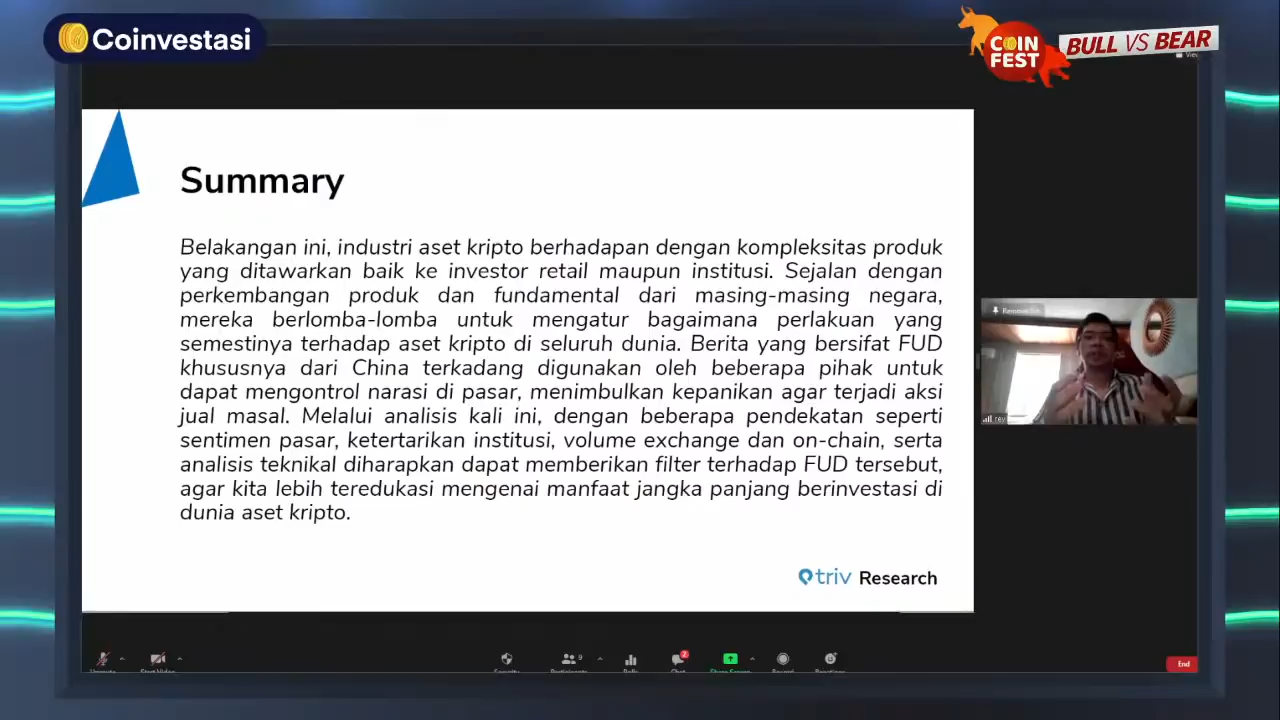 Coinvestasi
COIN
FEST
BULL VS BEAR
View
Summary
Belakangan ini, industri aset kripto berhadapan dengan kompleksitas produk
yang ditawarkan baik ke investor retail maupun institusi. Sejalan dengan
perkembangan produk dan fundamental dari masing-masing negara,
mereka berlomba-lomba untuk mengatur bagaimana perlakuan yang
semestinya terhadap aset kripto di seluruh dunia. Berita yang bersifat FUD
khususnya dari China terkadang digunakan oleh beberapa pihak untuk
dapat mengontrol narasi di pasar, menimbulkan kepanikan agar terjadi aksi
jual masal. Melalui analisis kali ini, dengan beberapa pendekatan seperti
sentimen pasar, ketertarikan institusi, volume exchange dan on-chain, serta
analisis teknikal diharapkan dapat memberikan filter terhadap FUD tersebut,
agar kita lebih teredukasi mengenai manfaat jangka panjang berinvestasi di
dunia aset kripto.
triv Research
rey
9
2
End